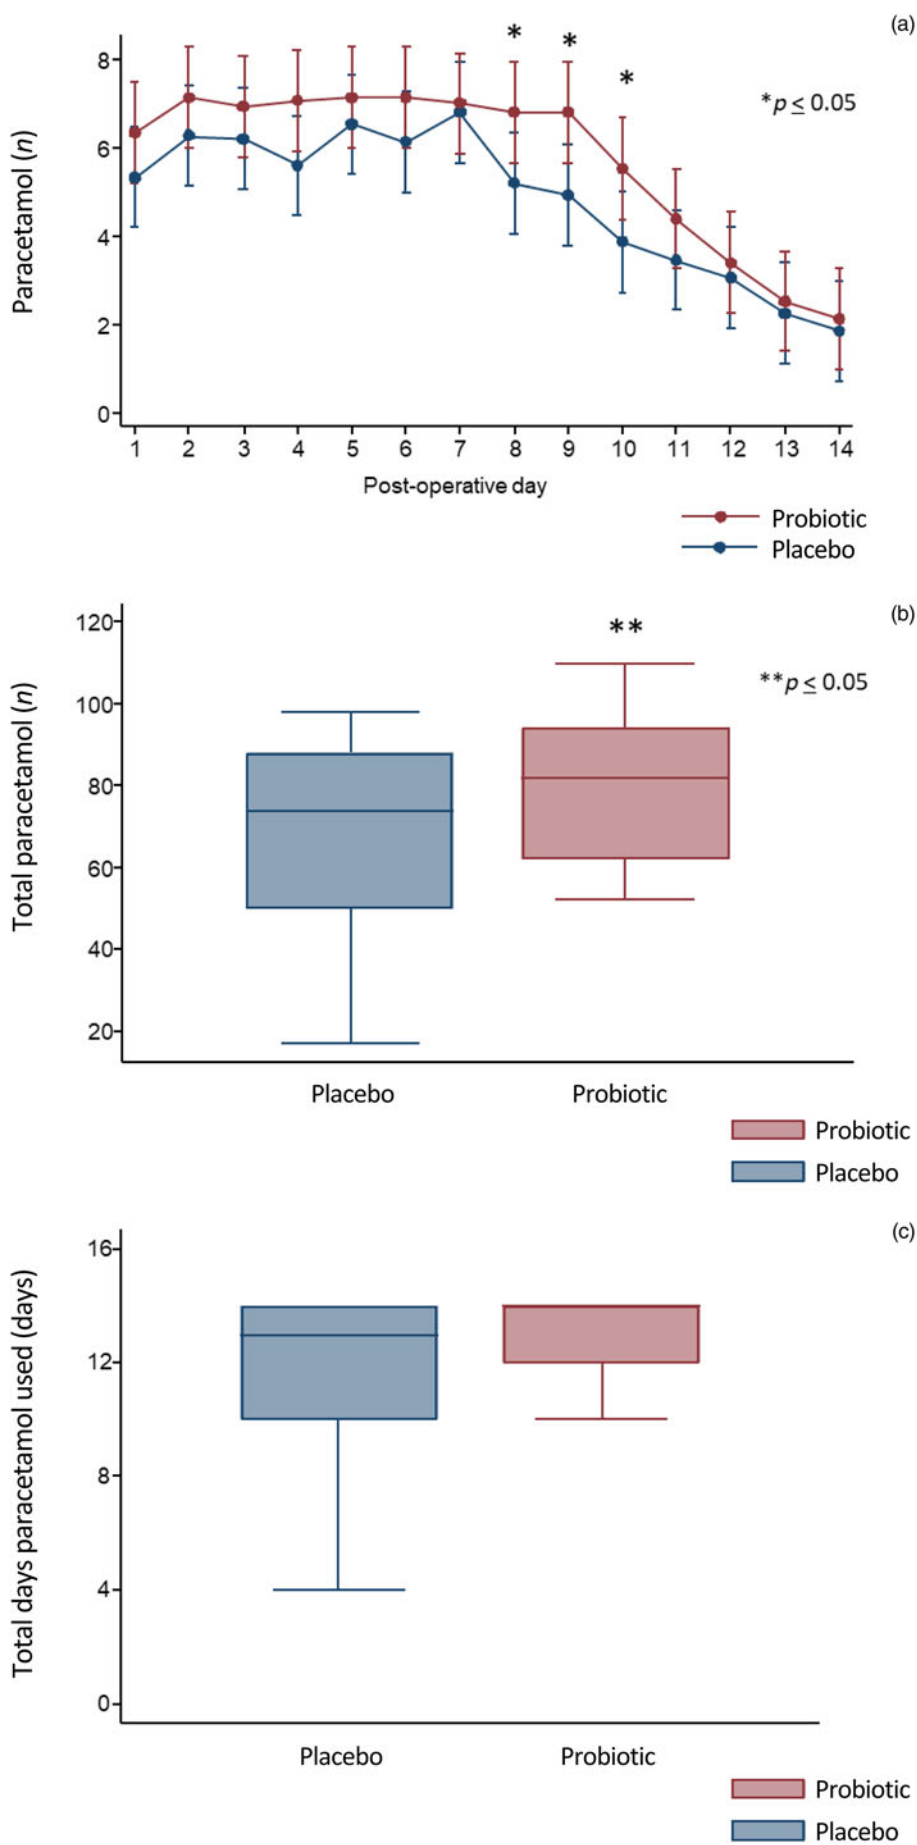 (a)
8
6
4
2
0
Paracetamol (n)
* * *
*p ≤ 0.05
1 2 3 4 5 6 7 8 9 10 11 12 13 14
Post-operative day
Probiotic
Placebo
(b)
120
100
80
60
40
20
Total paracetamol (n)
**
**p ≤ 0.05
Placebo Probiotic
Probiotic
Placebo
(c)
16
12
8
4
0
Total days paracetamol used (days)
Placebo Probiotic
Probiotic
Placebo